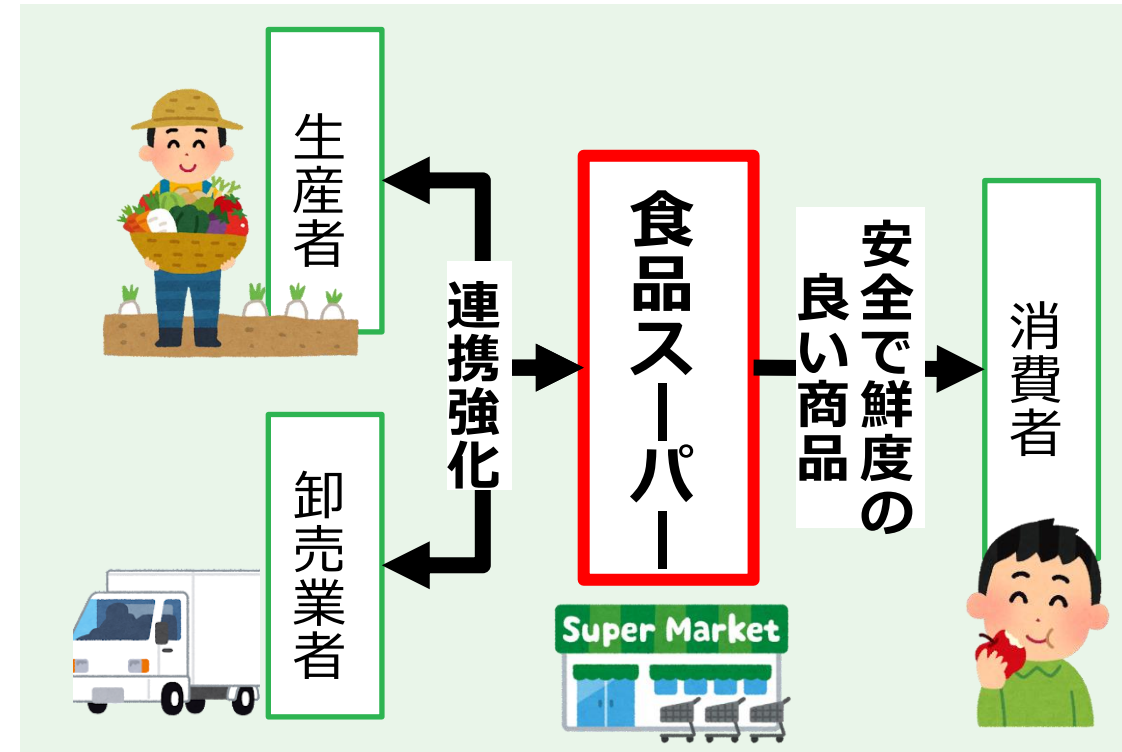 生産者
卸売業者
連携強化
食品スーパー
Super Market
安全で鮮度の
良い商品
消費者